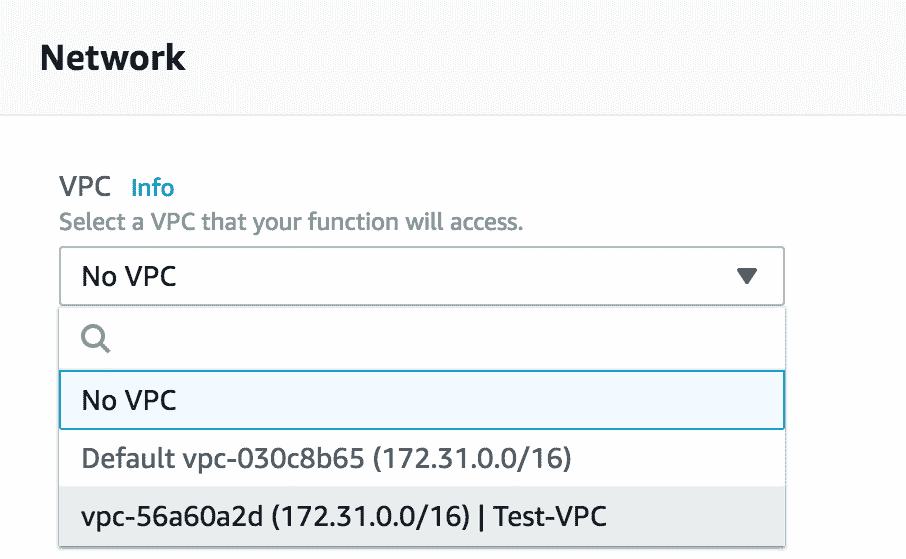 Network
VPC Info
Select a VPC that your function will access.
No VPC
No VPC
Default vpc-030c8b65 (172.31.0.0/16)
vpc-56a60a2d (172.31.0.0/16) | Test-VPC